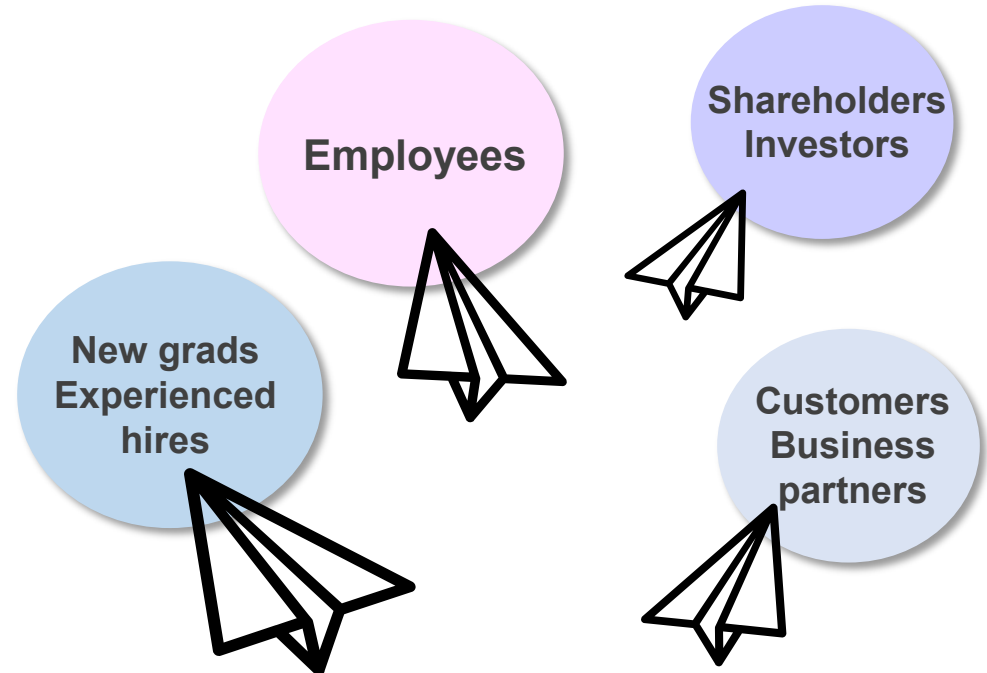 Employees
Shareholders
Investors
New grads
Experienced
hires
Customers
Business
partners